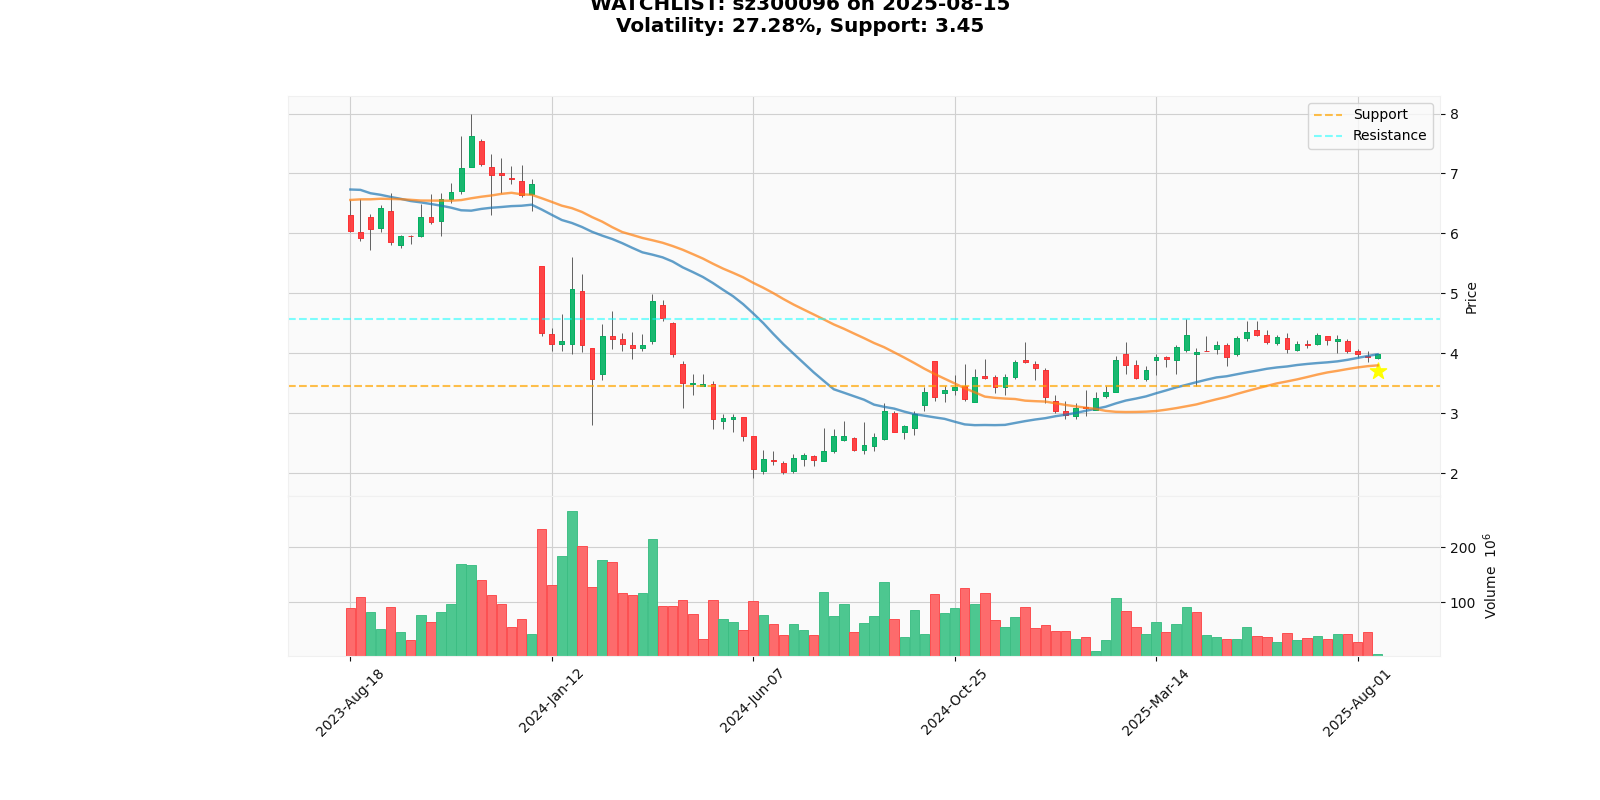 WATCHLIST: sz300096 on 2025-08-15
Volatility: 27.28%, Support: 3.45
Support
Resistance
8
7
6
5
4
3
2
Price
200
100
Volume 10^6
2023-Aug-18
2024-Jan-12
2024-Jun-07
2024-Oct-25
2025-Mar-14
2025-Aug-01